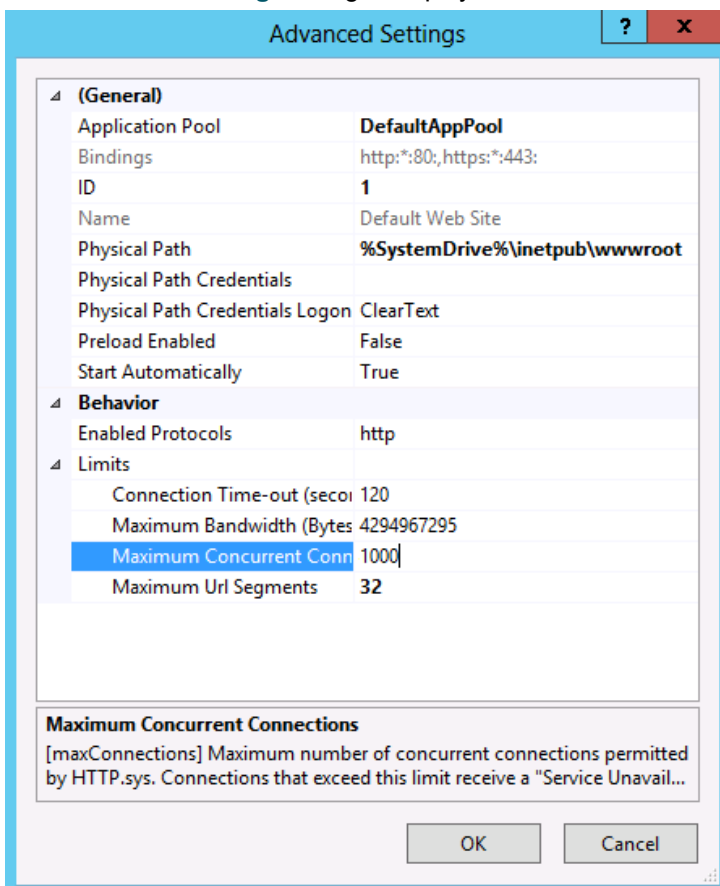 Advanced Settings ? x
(General)
Application Pool DefaultAppPool
Bindings http:*:80:,https:*:443:
ID 1
Name Default Web Site
Physical Path %SystemDrive%\inetpub\wwwroot
Physical Path Credentials
Physical Path Credentials Logon ClearText
Preload Enabled False
Start Automatically True
Behavior
Enabled Protocols http
Limits
Connection Time-out (secon 120
Maximum Bandwidth (Bytes 4294967295
Maximum Concurrent Conn 1000
Maximum Url Segments 32
Maximum Concurrent Connections
[maxConnections] Maximum number of concurrent connections permitted
by HTTP.sys. Connections that exceed this limit receive a "Service Unavail...
OK Cancel